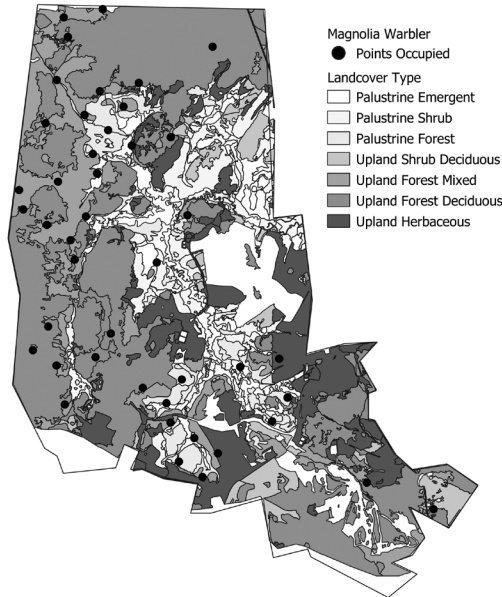 Magnolia Warbler
Points Occupied
Landcover Type
Palustrine Emergent
Palustrine Shrub
Palustrine Forest
Upland Shrub Deciduous
Upland Forest Mixed
Upland Forest Deciduous
Upland Herbaceous